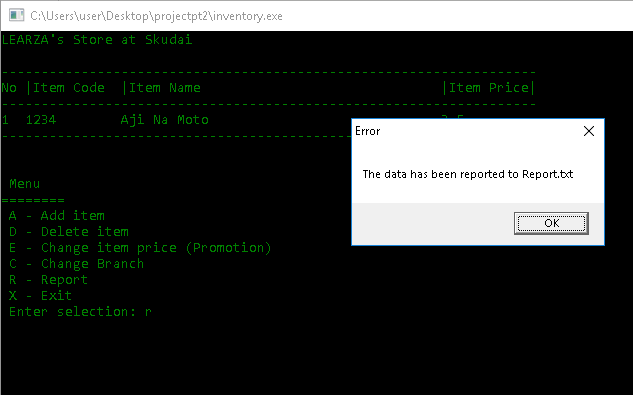 C:\Users\user\Desktop\projectpt2\inventory.exe
LEARZA's Store at Skudai
-------------------------------------------------------------------
No |Item Code  |Item Name                              |Item Price|
-------------------------------------------------------------------
1  1234        Aji Na Moto
-------------------------------------------------------------------
Error
The data has been reported to Report.txt
OK
Menu
========
A - Add item
D - Delete item
E - Change item price (Promotion)
C - Change Branch
R - Report
X - Exit
Enter selection: r